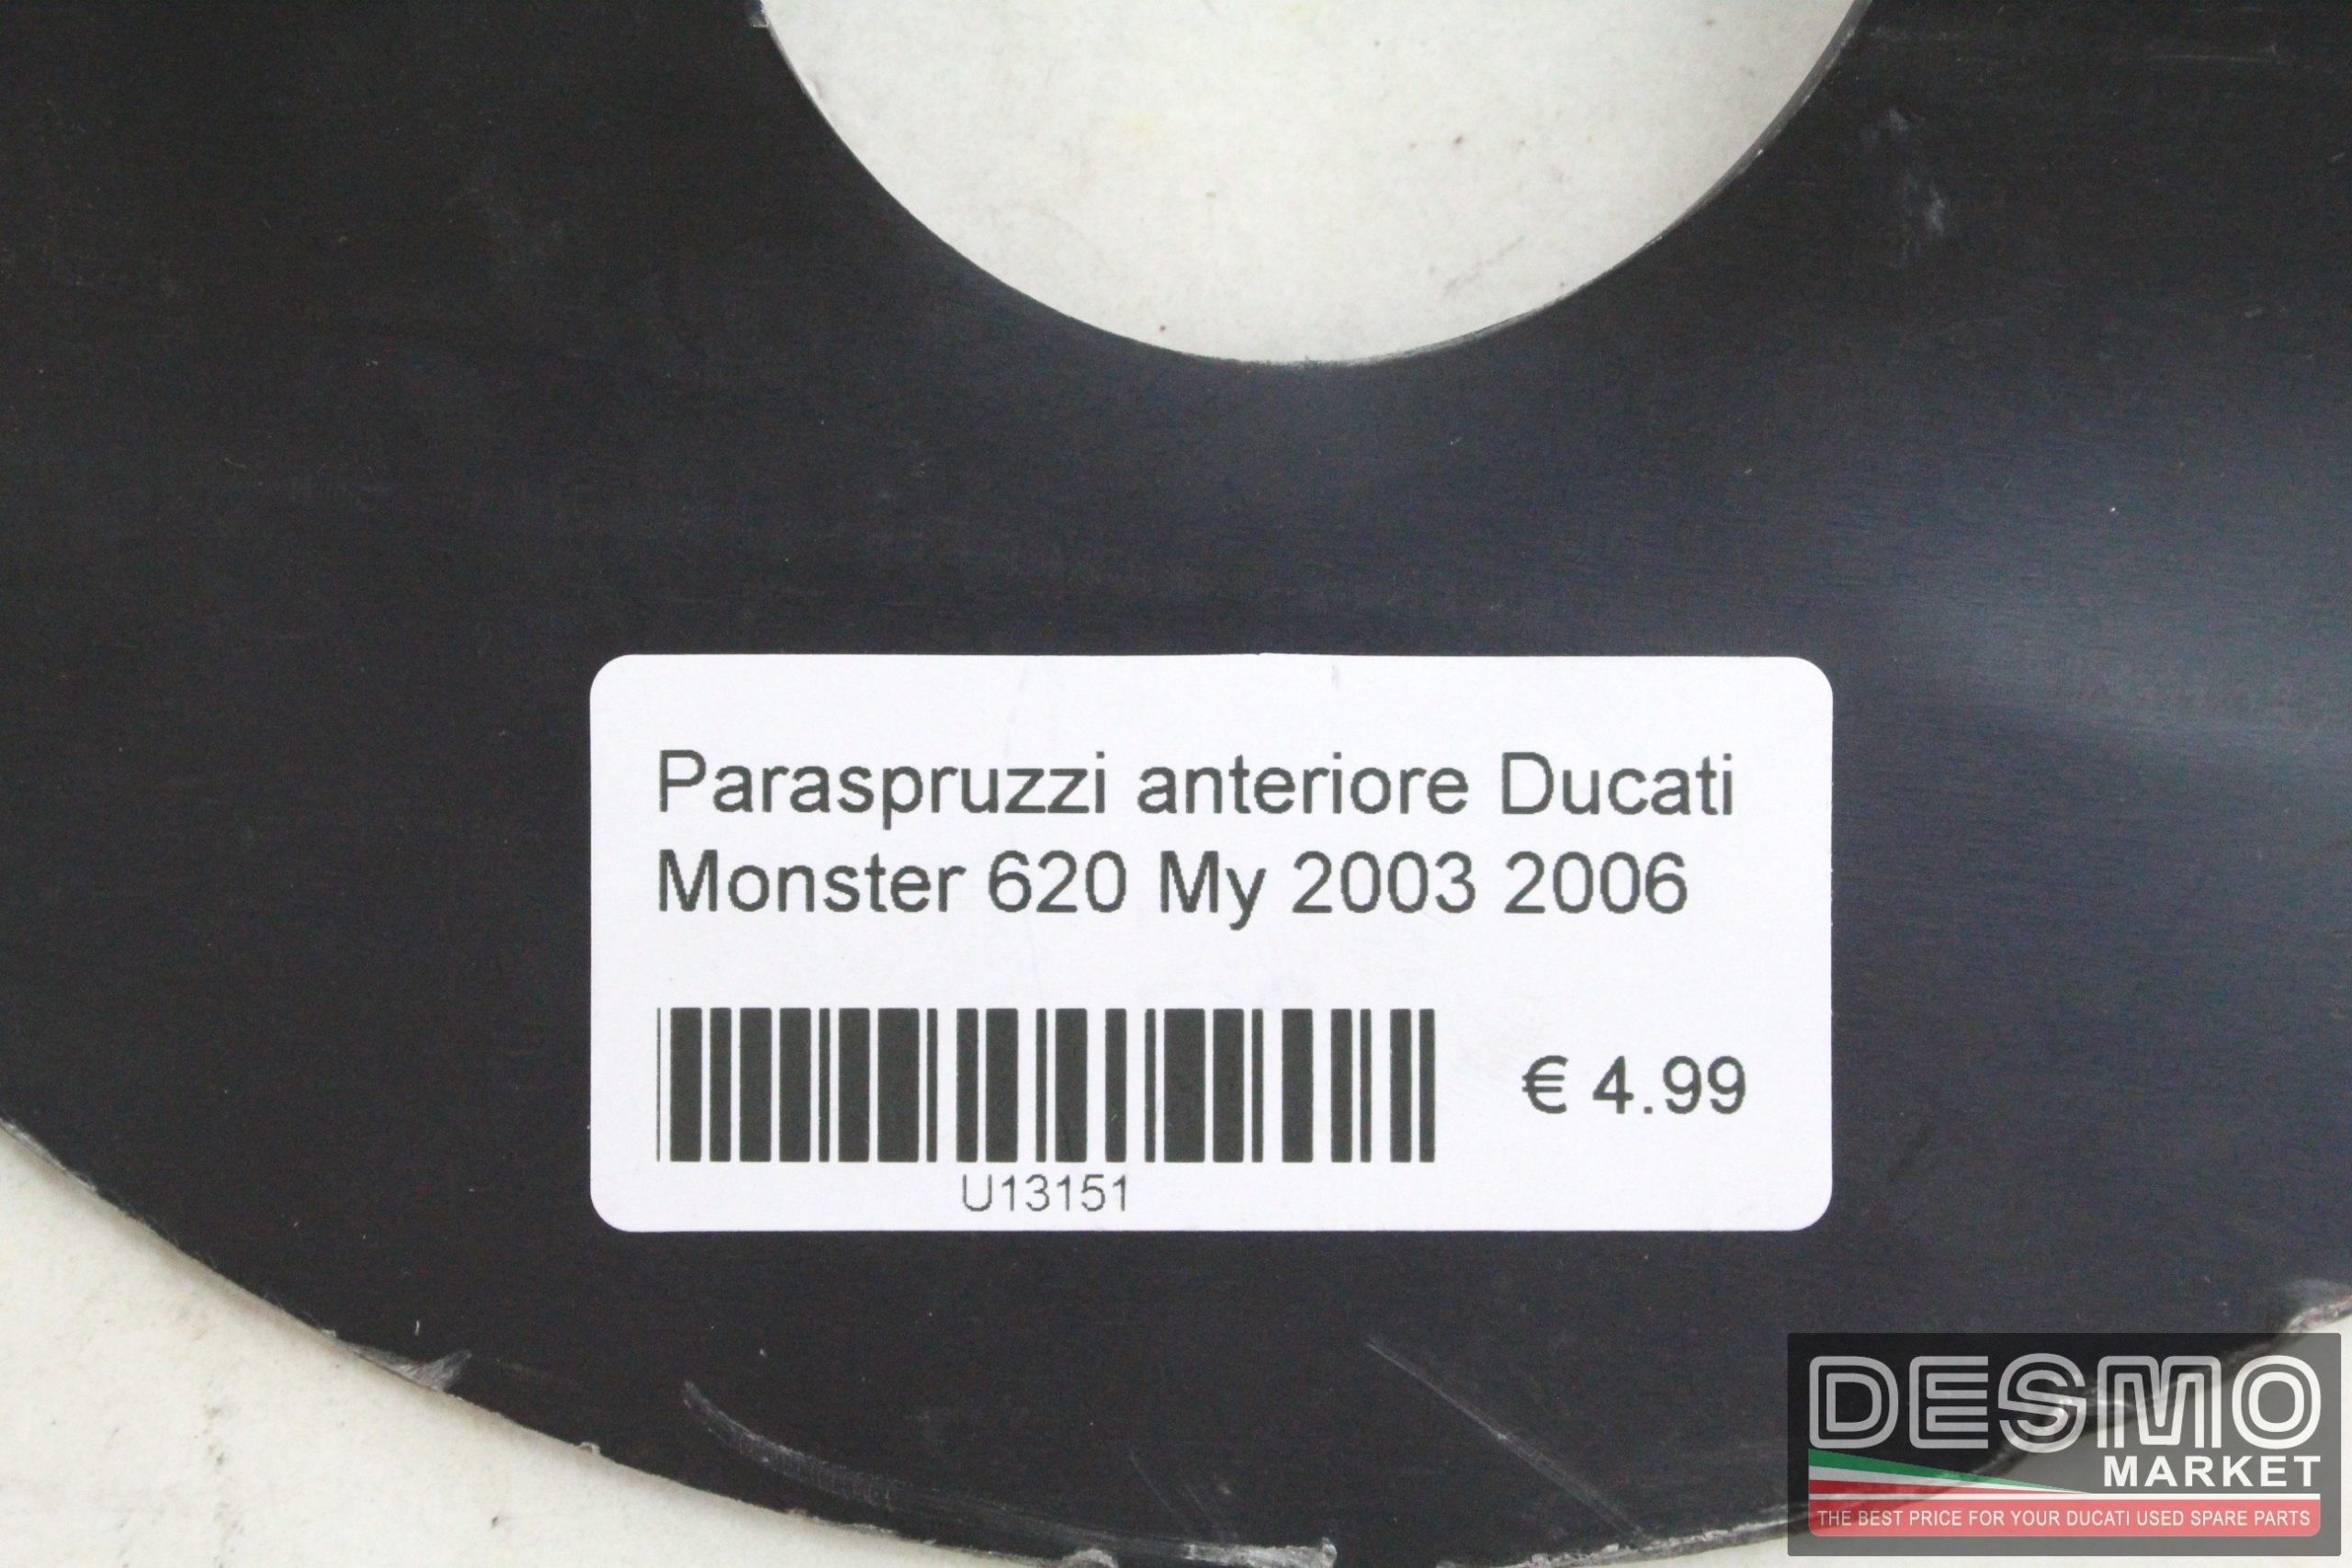 Paraspruzzi anteriore Ducati
Monster 620 My 2003 2006
€ 4.99
U13151
DESMO
MARKET
THE BEST PRICE FOR YOUR DUCATI USED SPARE PARTS